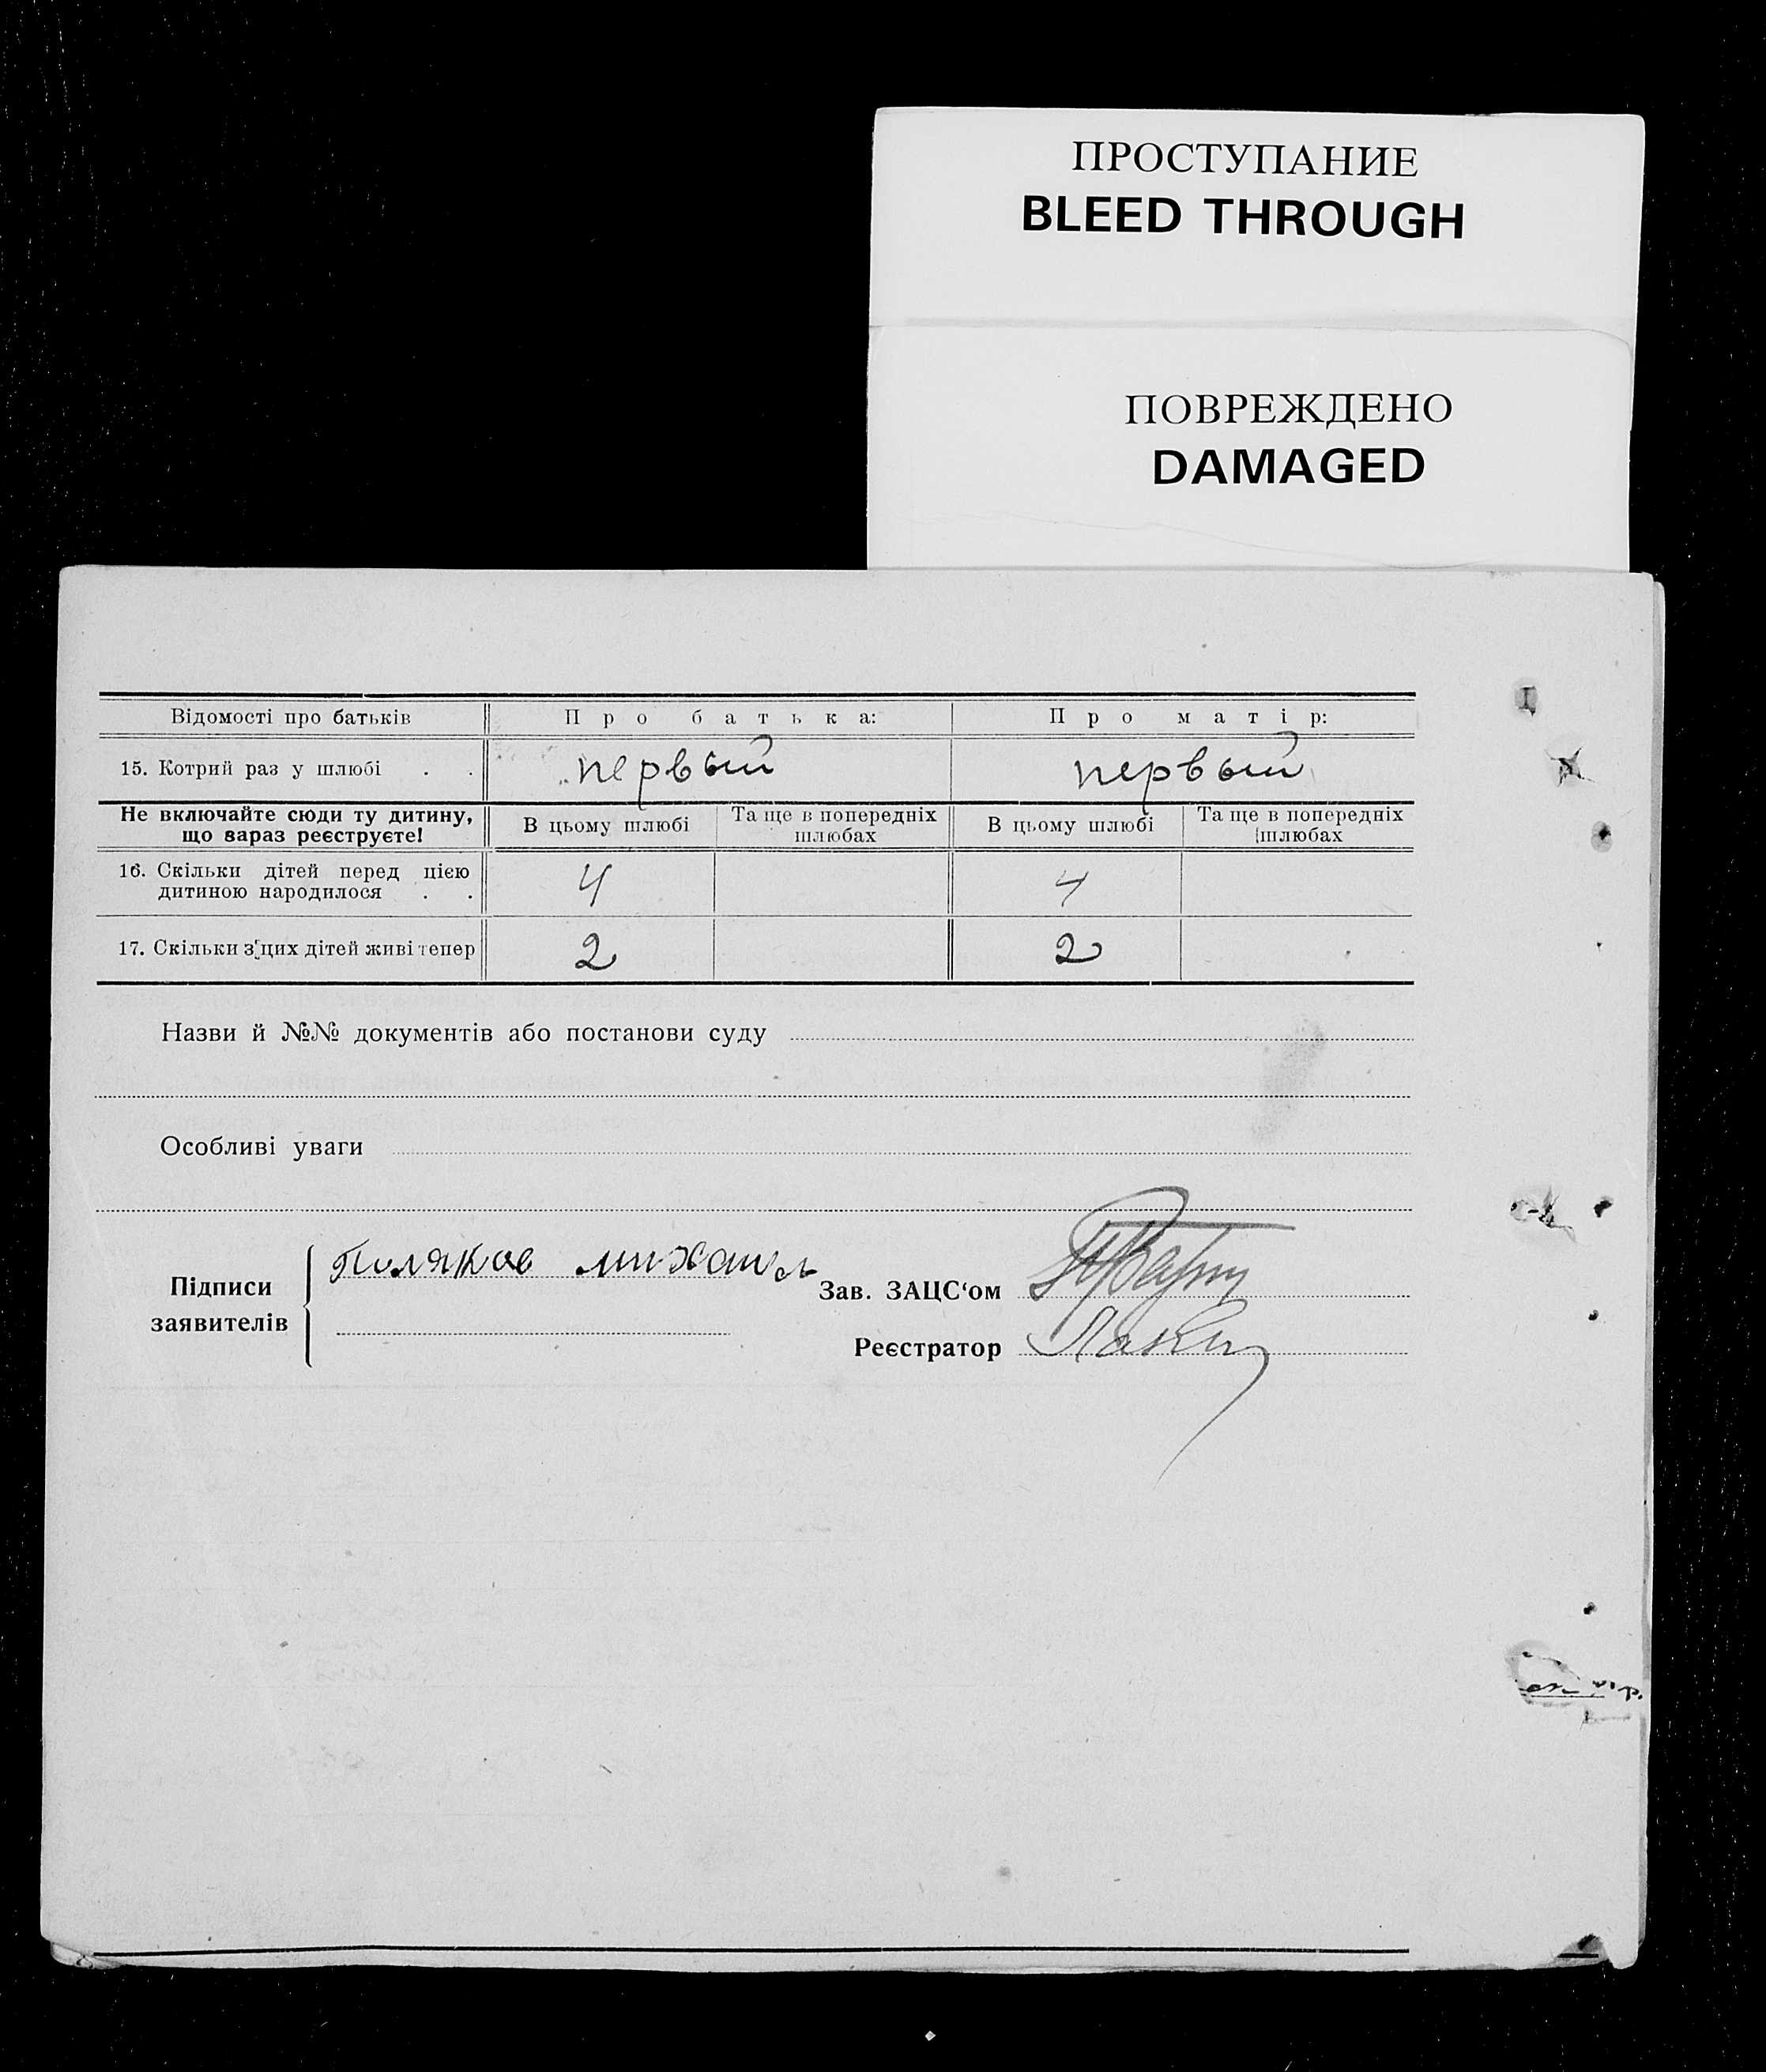 ПРОСТУПАНИЕ
BLEED THROUGH
ПОВРЕЖДЕНО
DAMAGED
Відомості про батьків Про батька: Про матір:
15. Котрий раз у шлюбі . . первый первый
Не включайте сюди ту дитину, що вараз реєструєте! В цьому шлюбі Та ще в попередніх шлюбах В цьому шлюбі Та ще в попередніх шлюбах
16. Скільки дітей перед цією дитиною народилося . . 4 4
17. Скільки з цих дітей живі тепер 2 2
Назви й №№ документів або постанови суду
Особливі уваги
Підписи заявителів Поляков михаил
Зав. ЗАЦС‘ом
Реєстратор